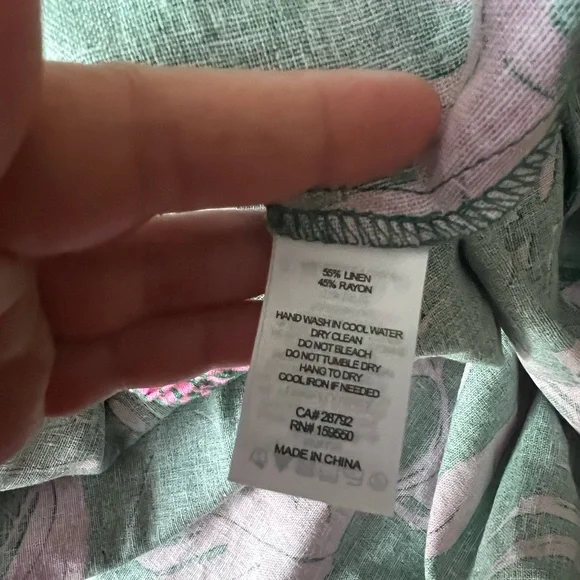 55% LINEN
45% RAYON
HAND WASH IN COOL WATER
DRY CLEAN
DO NOT BLEACH
DO NOT TUMBLE DRY
HANG TO DRY
COOL IRON IF NEEDED
CA# 28792
RN# 159550
MADE IN CHINA